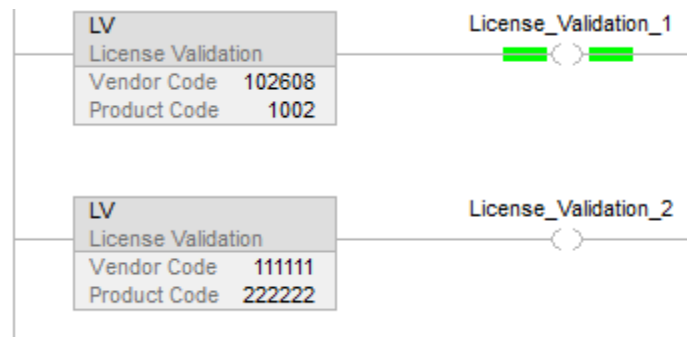 LV
License Validation
Vendor Code 102608
Product Code 1002
License_Validation_1
LV
License Validation
Vendor Code 111111
Product Code 222222
License_Validation_2